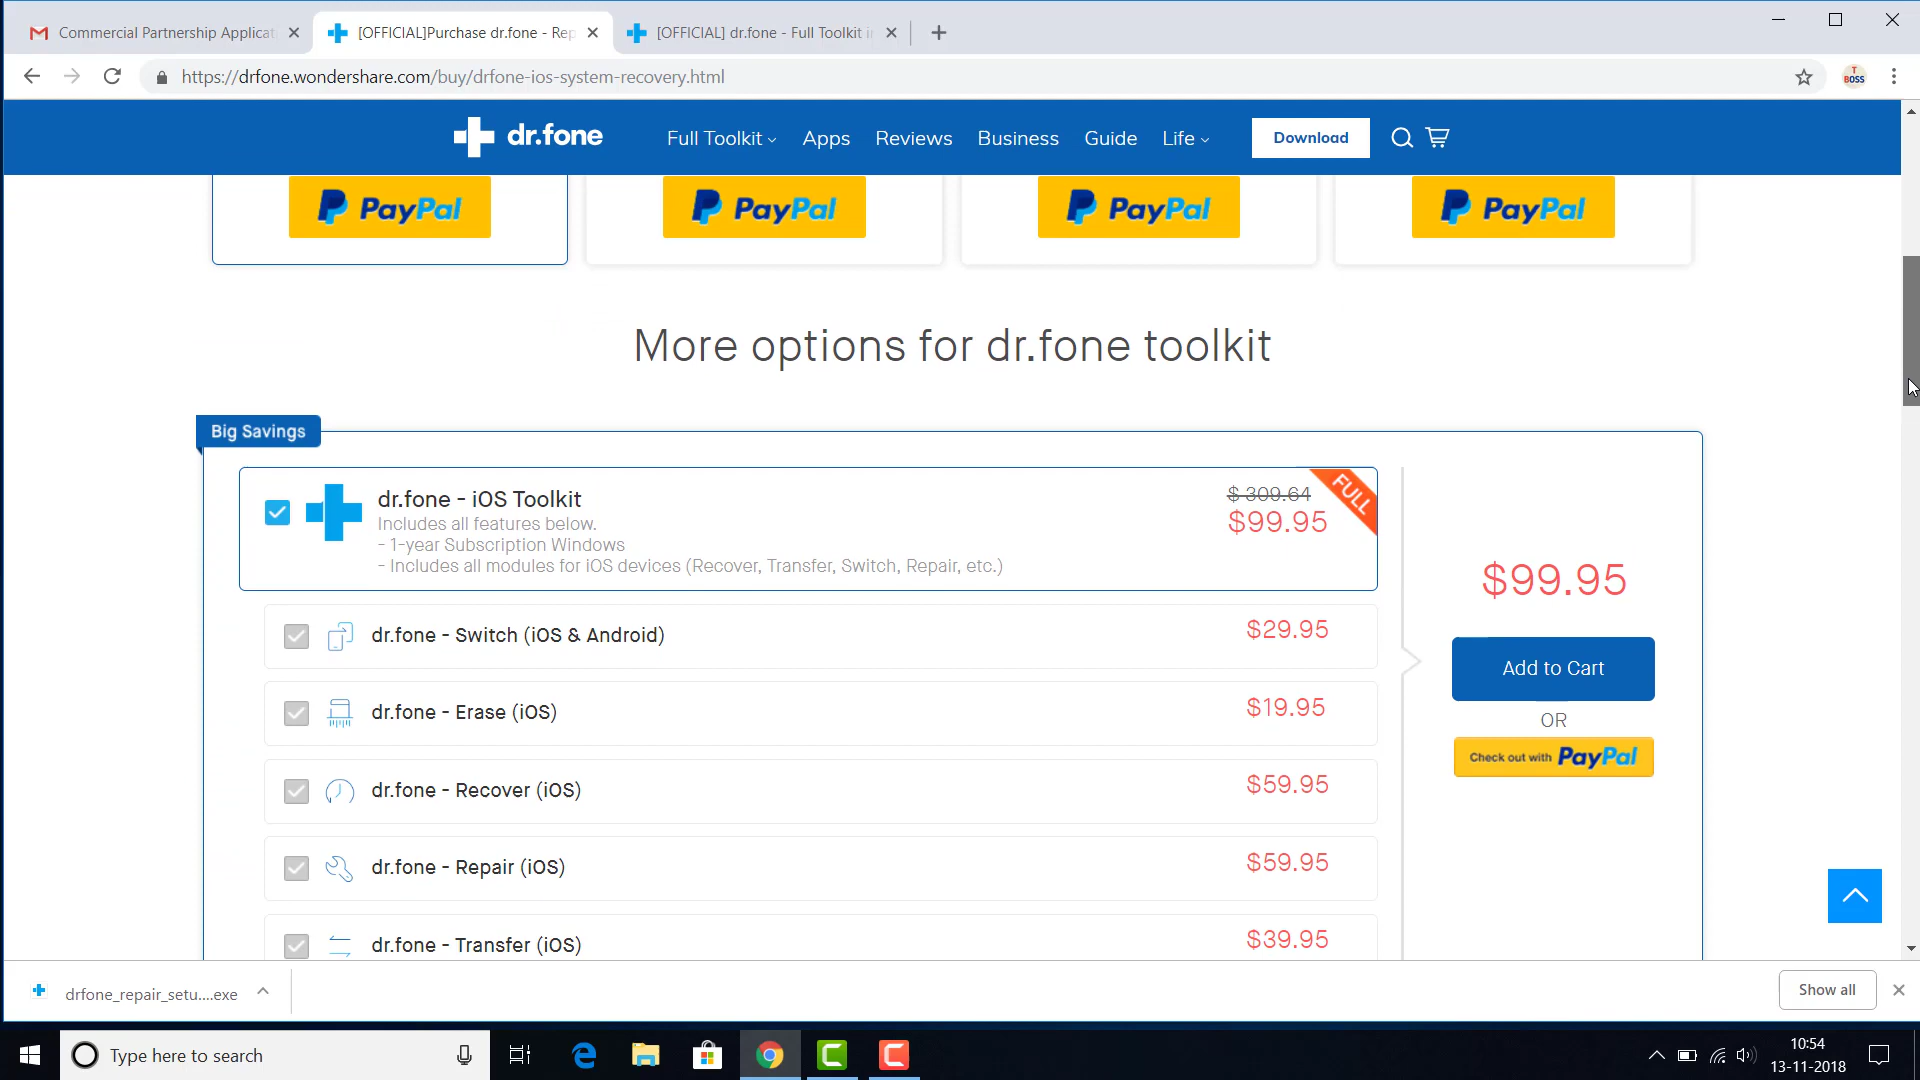 Commercial Partnership Applicat
[OFFICIAL]Purchase dr.fone - Rep
[OFFICIAL] dr.fone - Full Toolkit i
https://drfone.wondershare.com/buy/drfone-ios-system-recovery.html
T BOSS
dr.fone
Full Toolkit
Apps
Reviews
Business
Guide
Life
Download
PayPal
PayPal
PayPal
PayPal
More options for dr.fone toolkit
Big Savings
dr.fone - iOS Toolkit
Includes all features below.
- 1-year Subscription Windows
- Includes all modules for iOS devices (Recover, Transfer, Switch, Repair, etc.)
$ 309.64
$99.95
FULL
dr.fone - Switch (iOS & Android)
$29.95
dr.fone - Erase (iOS)
$19.95
dr.fone - Recover (iOS)
$59.95
dr.fone - Repair (iOS)
$59.95
dr.fone - Transfer (iOS)
$39.95
$99.95
Add to Cart
OR
Check out with PayPal
drfone_repair_setu....exe
Show all
Type here to search
10:54
13-11-2018